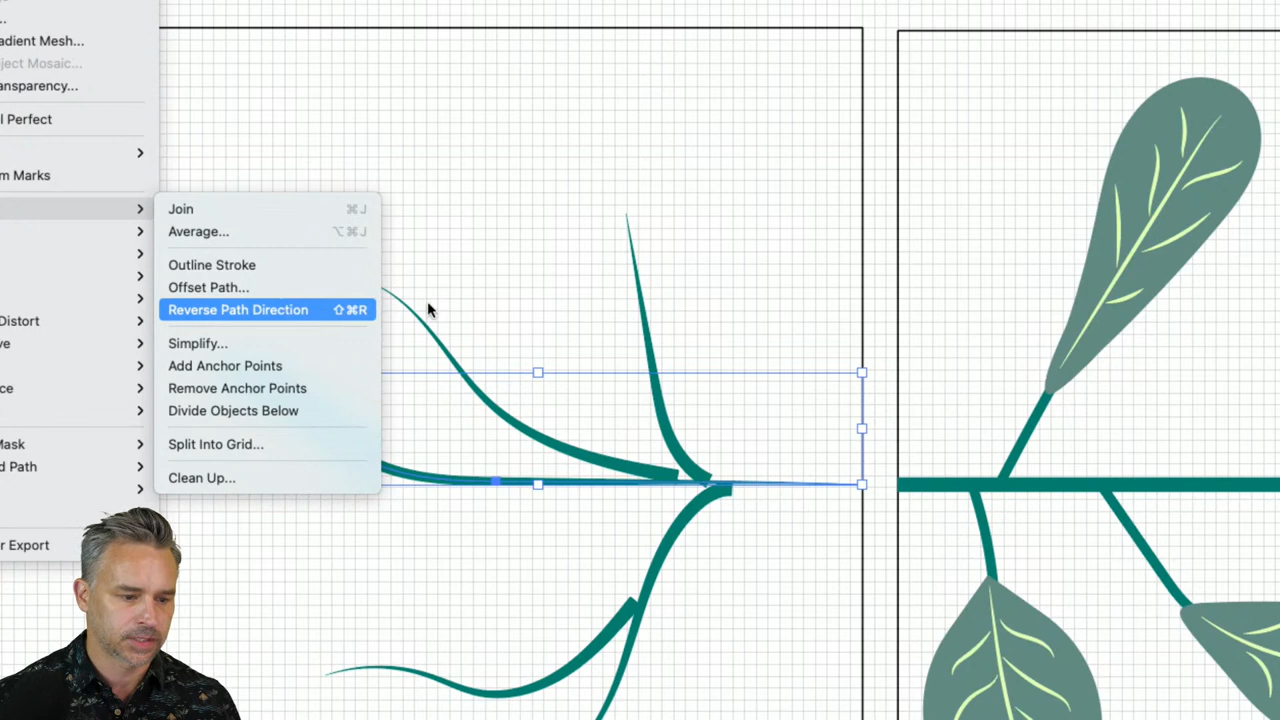 ...
adient Mesh...
ject Mosaic...
ansparency...
l Perfect
m Marks
Join ⌘J
Average... ⌥⌘J
Outline Stroke
Offset Path...
Reverse Path Direction ⇧⌘R
Distort
Simplify...
ve
Add Anchor Points
ce
Remove Anchor Points
Divide Objects Below
Mask
Split Into Grid...
d Path
Clean Up...
r Export